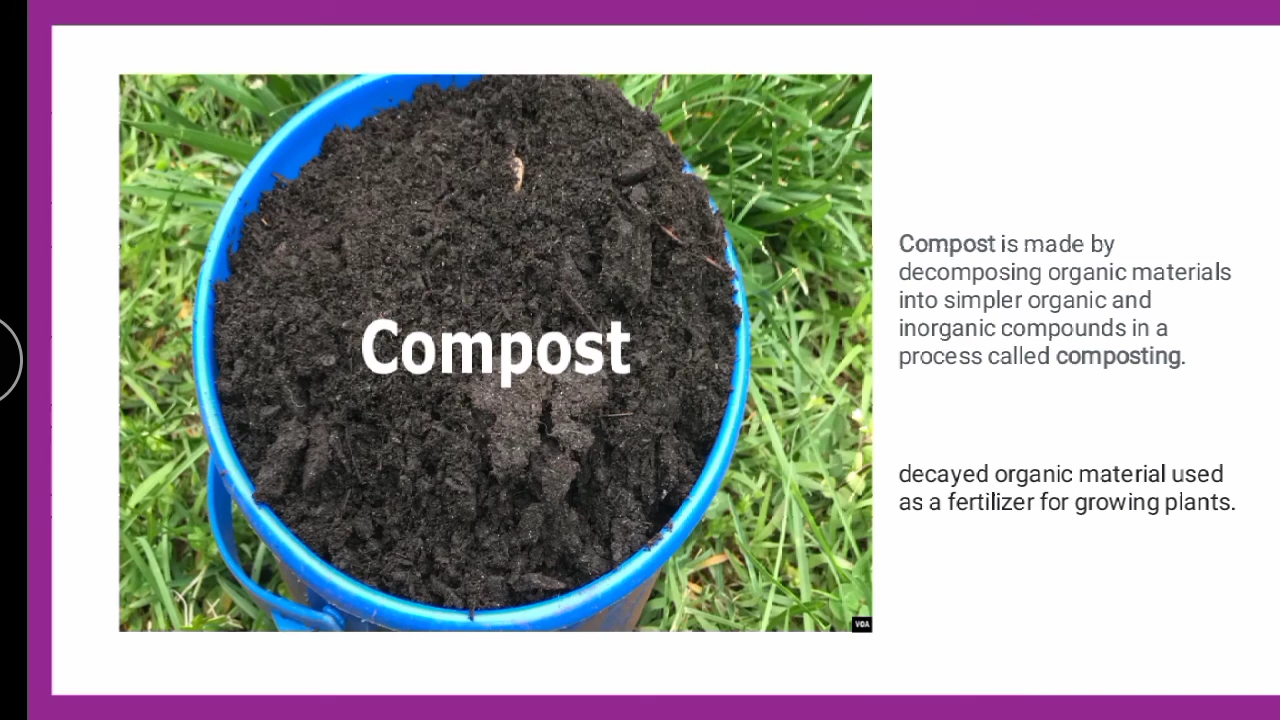 Compost
VOA
Compost is made by
decomposing organic materials
into simpler organic and
inorganic compounds in a
process called composting.
decayed organic material used
as a fertilizer for growing plants.